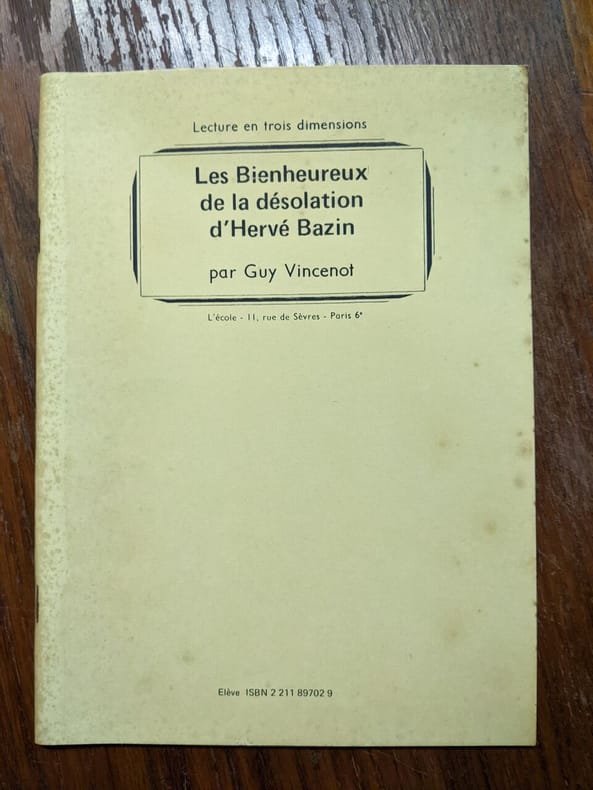 Lecture en trois dimensions
Les Bienheureux
de la désolation
d'Hervé Bazin
par Guy Vincenot
L'école - 11, rue de Sèvres - Paris 6e
Elève ISBN 2 211 89702 9